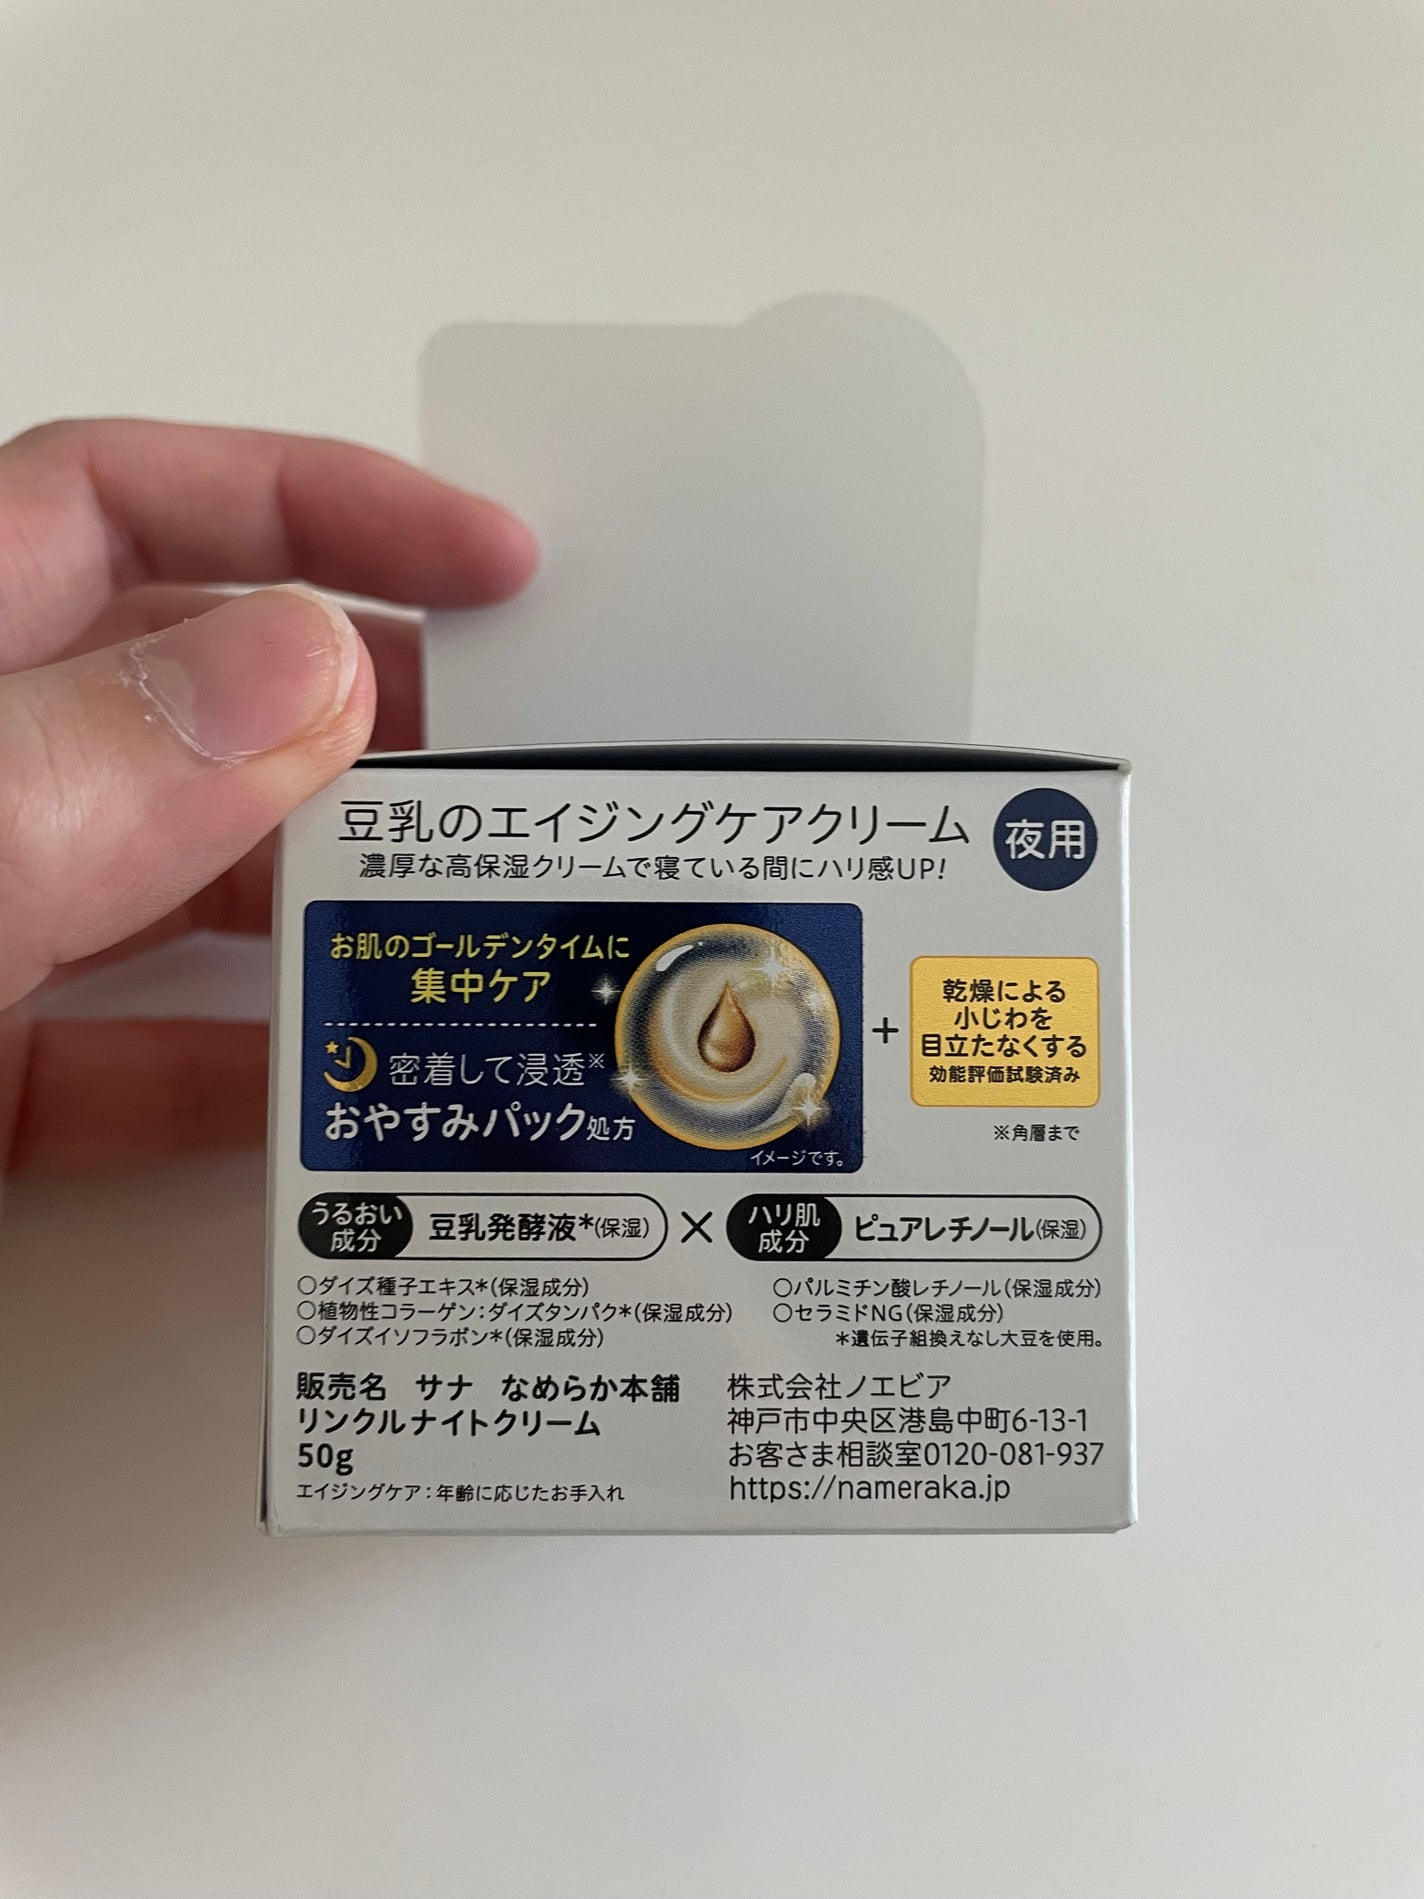 豆乳のエイジングケアクリーム
夜用
濃厚な高保湿クリームで寝ている間にハリ感UP!
お肌のゴールデンタイムに
集中ケア
密着して浸透※
おやすみパック処方
イメージです。
+
乾燥による
小じわを
目立たなくする
効能評価試験済み
※角層まで
うるおい
成分
豆乳発酵液*(保湿)
×
ハリ肌
成分
ピュアレチノール(保湿)
○ダイズ種子エキス*(保湿成分)
○植物性コラーゲン:ダイズタンパク*(保湿成分)
○ダイズイソフラボン*(保湿成分)
○パルミチン酸レチノール(保湿成分)
○セラミドNG(保湿成分)
*遺伝子組換えなし大豆を使用。
販売名 サナ なめらか本舗
リンクルナイトクリーム
50g
エイジングケア:年齢に応じたお手入れ
株式会社ノエビア
神戸市中央区港島中町6-13-1
お客さま相談室0120-081-937
https://nameraka.jp